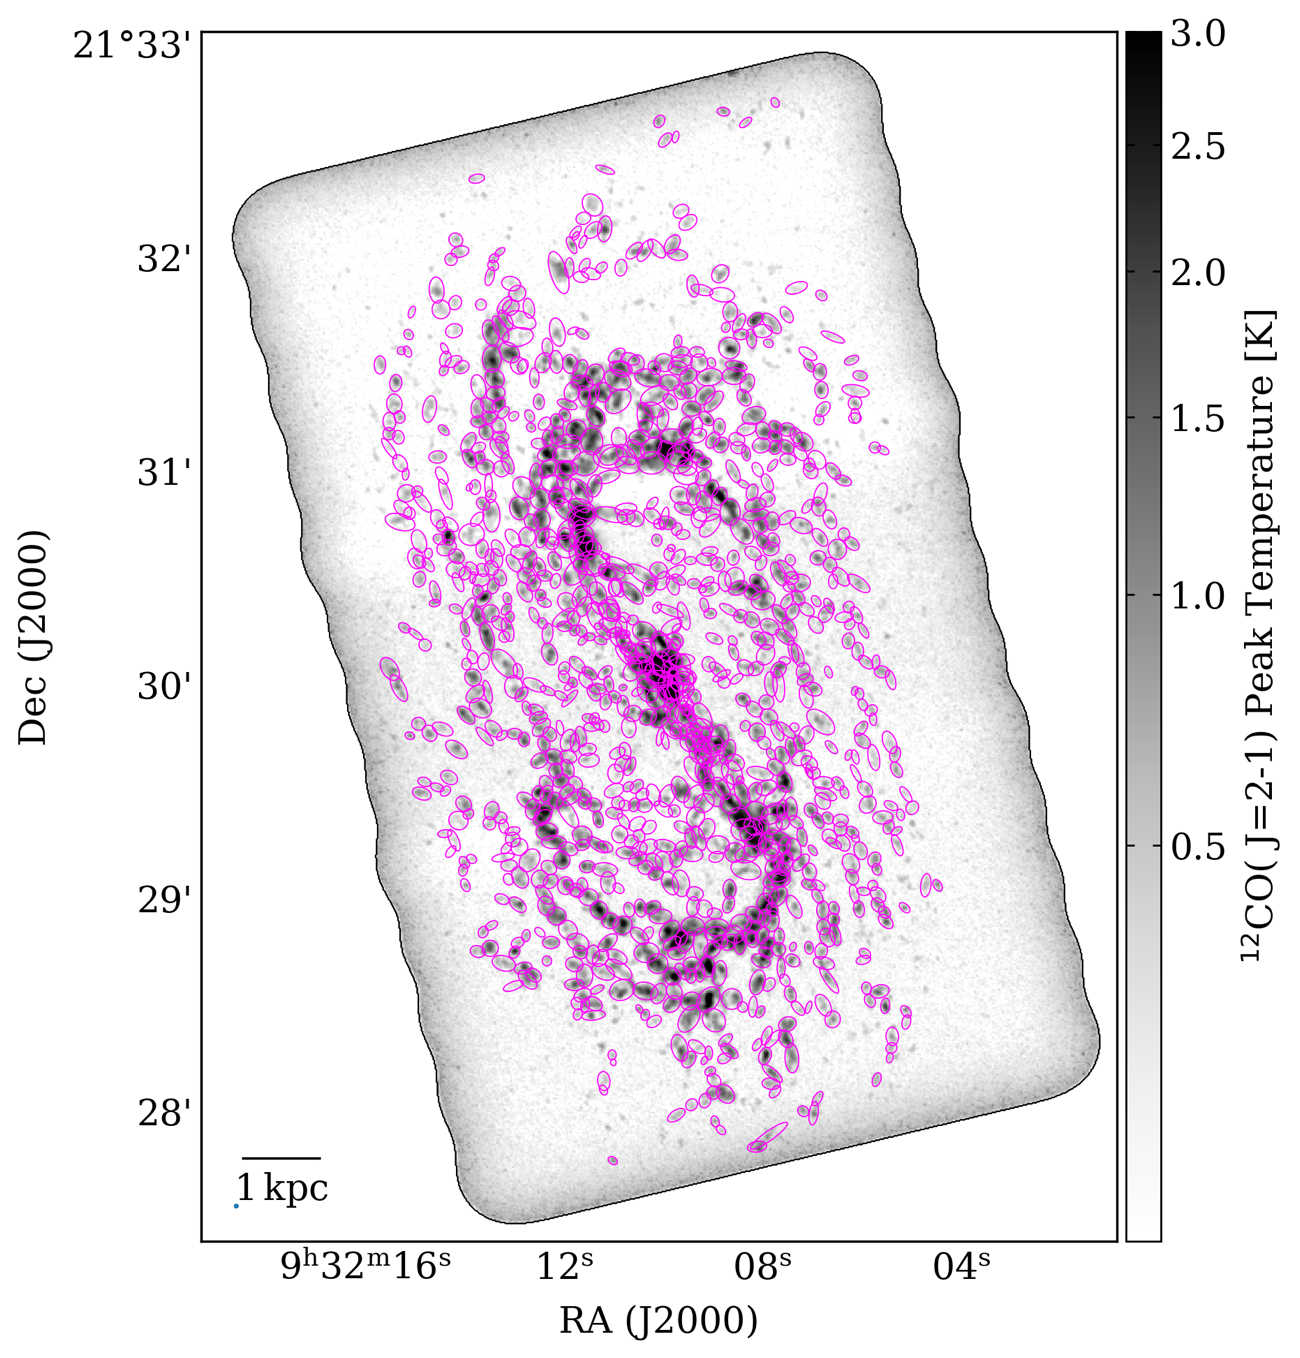 21°33'
32'
31'
30'
29'
28'
Dec (J2000)
1 kpc
9ʰ32ᵐ16ˢ 12ˢ 08ˢ 04ˢ
RA (J2000)
3.0
2.5
2.0
1.5
1.0
0.5
¹²CO( J=2-1) Peak Temperature [K]